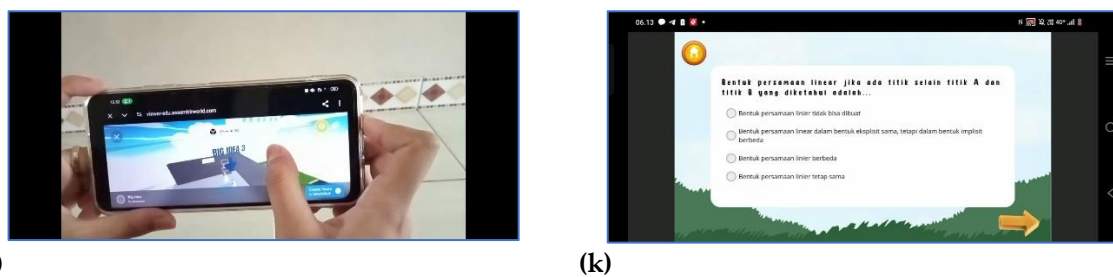 viewer-edu.assemblrworld.com
BIG IDEA 3
06.13
Bentuk persamaan linear jika ada titik selain titik A dan
titik B yang diketahui adalah...
Bentuk persamaan linier tidak bisa dibuat
Bentuk persamaan linear dalam bentuk eksplisit sama, tetapi dalam bentuk implisit
berbeda
Bentuk persamaan linier berbeda
Bentuk persamaan linier tetap sama
)
(k)